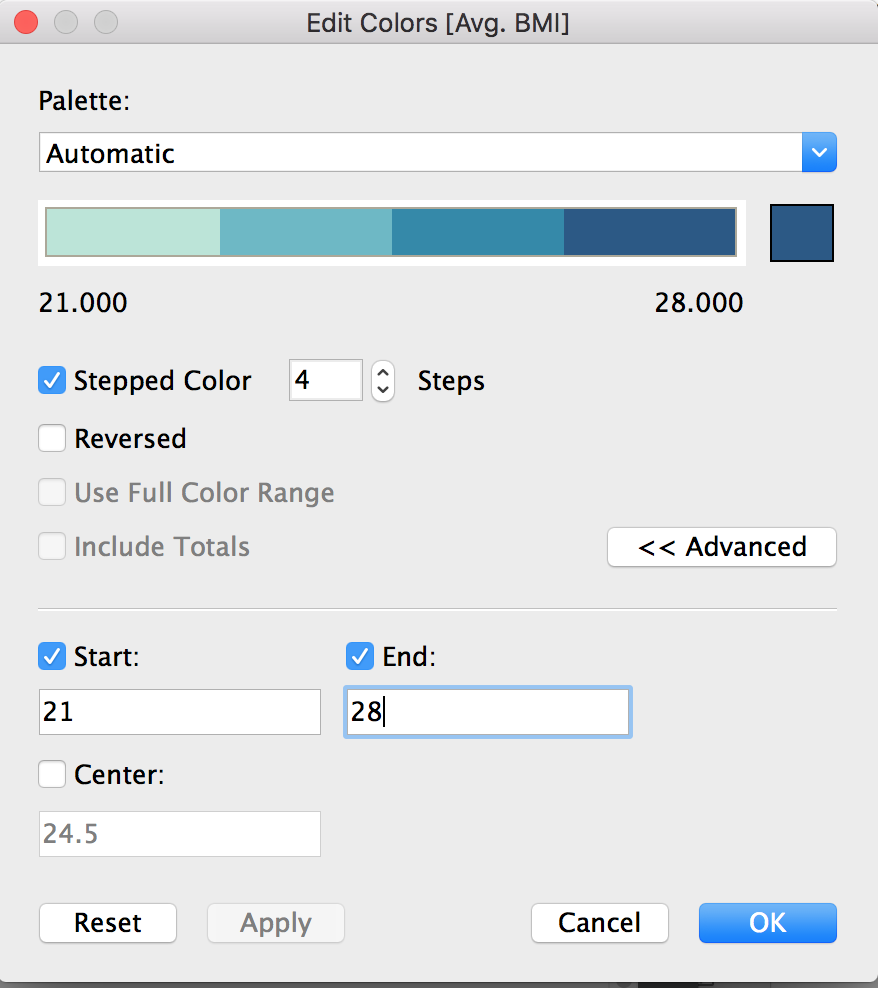 Edit Colors [Avg. BMI]
Palette:
Automatic
21.000 28.000
Stepped Color 4 Steps
Reversed
Use Full Color Range
Include Totals << Advanced
Start: End:
21 28
Center:
24.5
Reset Apply Cancel OK